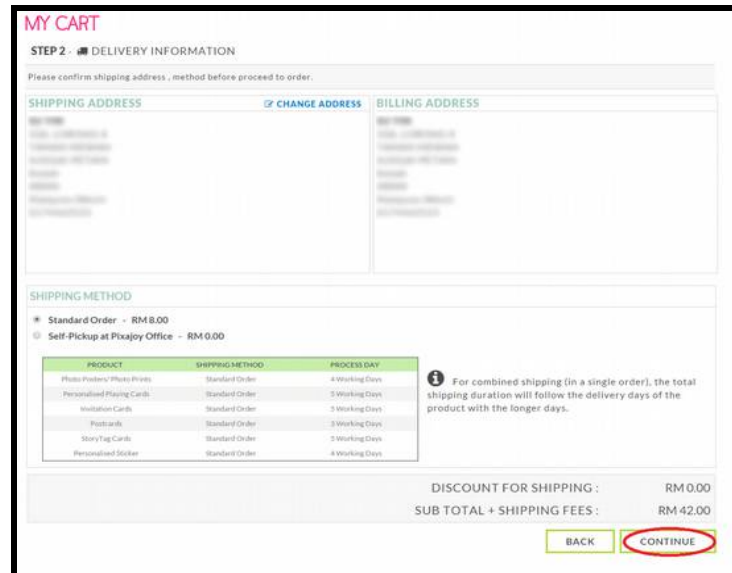 MY CART
STEP 2 - DELIVERY INFORMATION
Please confirm shipping address , method before proceed to order.
SHIPPING ADDRESS
CHANGE ADDRESS
BILLING ADDRESS
SHIPPING METHOD
Standard Order - RM 8.00
Self-Pickup at Pixajoy Office - RM 0.00
PRODUCT SHIPPING METHOD PROCESS DAY
Photo Posters/ Photo Prints Standard Order 4 Working Days
Personalised Playing Cards Standard Order 5 Working Days
Invitation Cards Standard Order 5 Working Days
Postcards Standard Order 3 Working Days
StoryTag Cards Standard Order 5 Working Days
Personalised Sticker Standard Order 4 Working Days
For combined shipping (in a single order), the total
shipping duration will follow the delivery days of the
product with the longer days.
DISCOUNT FOR SHIPPING : RM 0.00
SUB TOTAL + SHIPPING FEES : RM 42.00
BACK CONTINUE